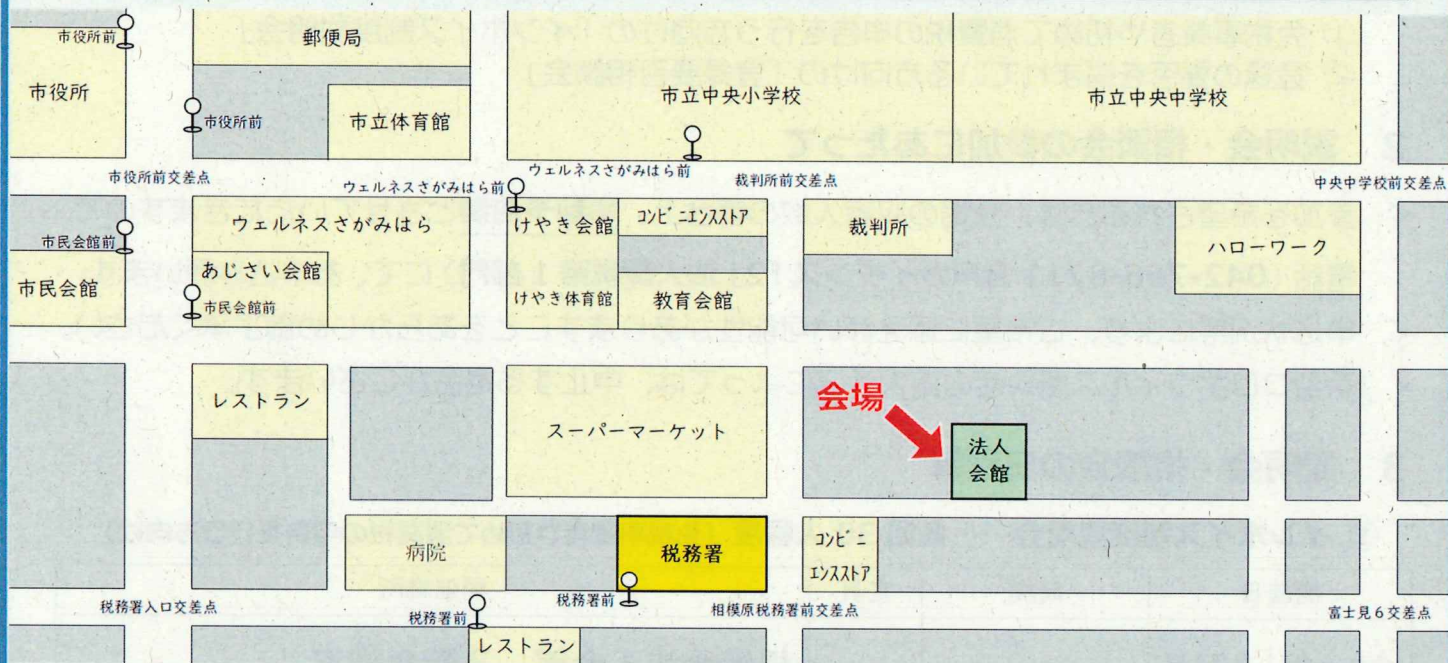 市役所前
郵便局
市役所
市役所前
市立体育館
市立中央小学校
市立中央中学校
市役所前交差点
ウェルネスさがみはら前
ウェルネスさがみはら前
裁判所前交差点
中央中学校前交差点
市民会館前
ウェルネスさがみはら
けやき会館
コンビニエンスストア
裁判所
ハローワーク
市民会館
あじさい会館
市民会館前
けやき体育館
教育会館
レストラン
スーパーマーケット
会場
法人
会館
病院
税務署
コンビニ
エンスストア
税務署入口交差点
税務署前
税務署前
相模原税務署前交差点
富士見6交差点
レストラン